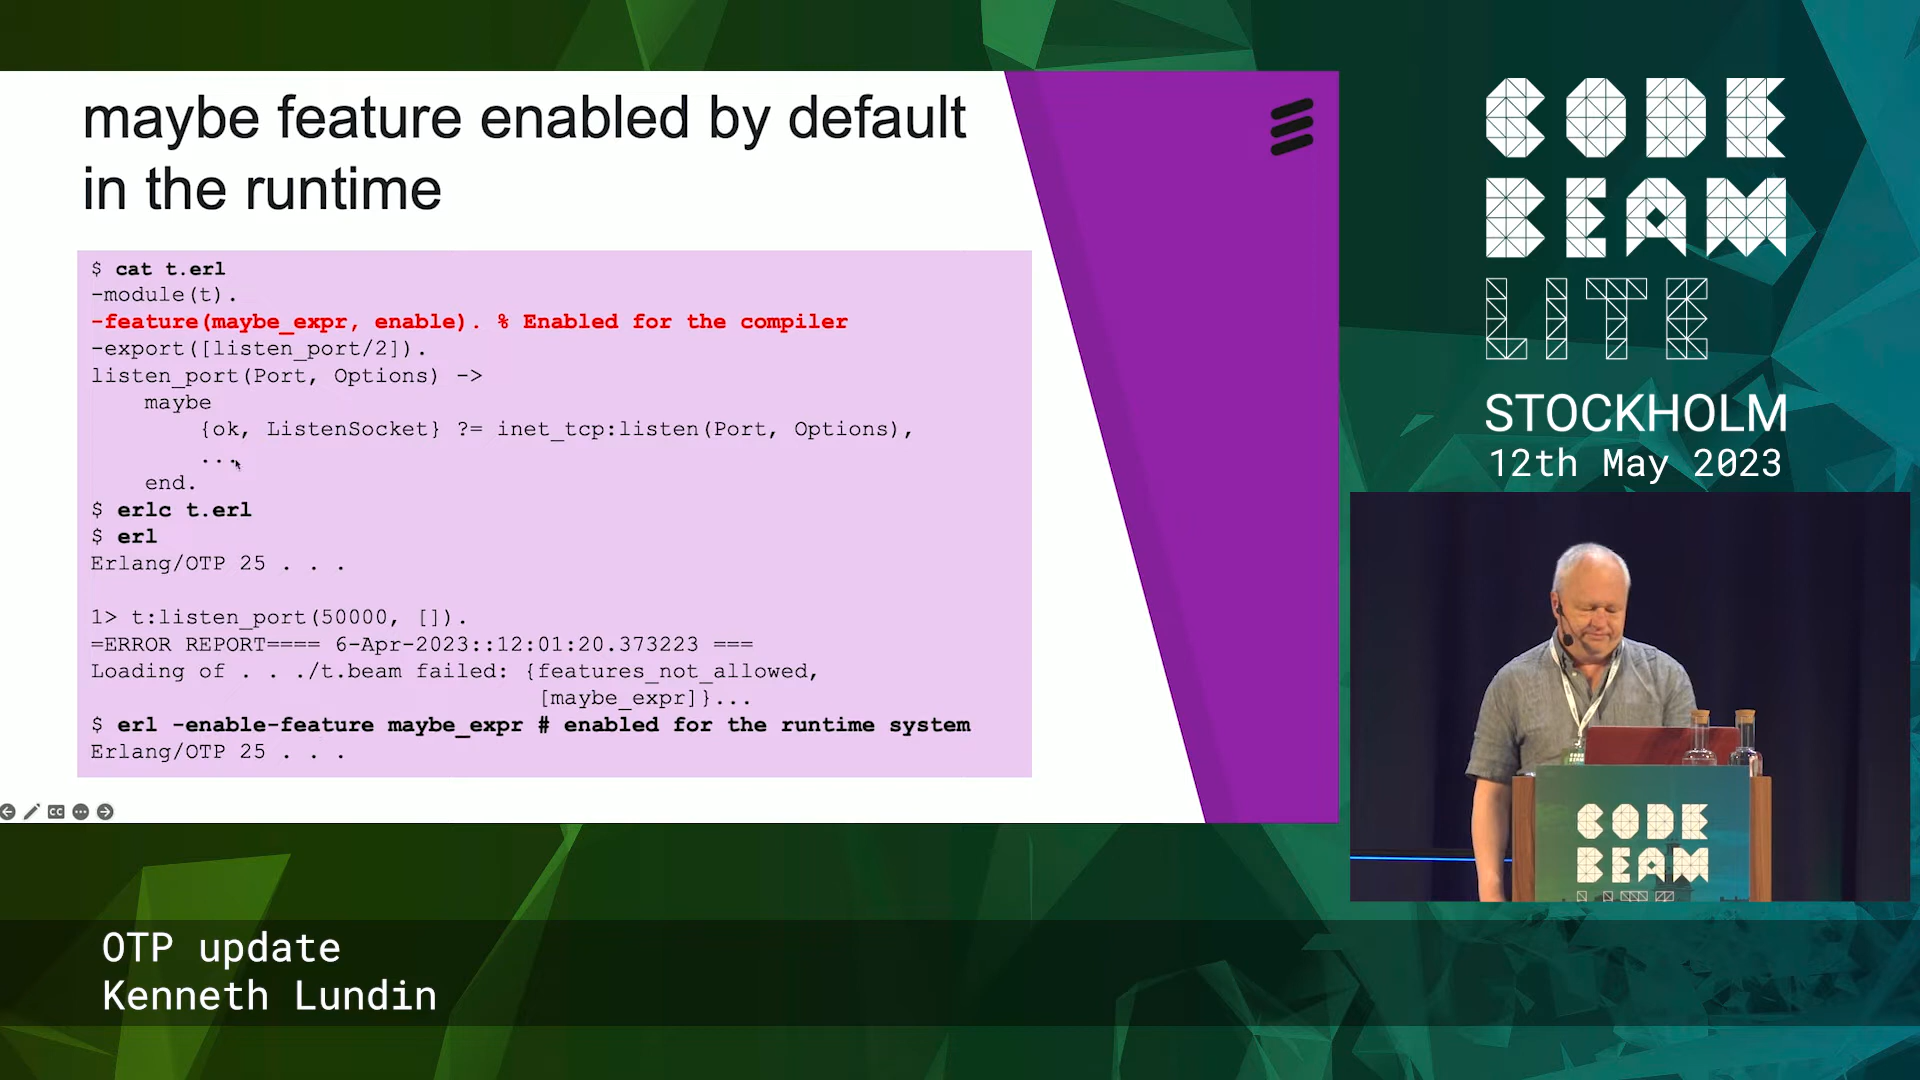 maybe feature enabled by default
in the runtime
$ cat t.erl
-module(t).
-feature(maybe_expr, enable). % Enabled for the compiler
-export([listen_port/2]).
listen_port(Port, Options) ->
maybe
{ok, ListenSocket} ?= inet_tcp:listen(Port, Options),
...
end.
$ erlc t.erl
$ erl
Erlang/OTP 25 . . .
1> t:listen_port(50000, []).
=ERROR REPORT==== 6-Apr-2023::12:01:20.373223 ===
Loading of . . ./t.beam failed: {features_not_allowed,
[maybe_expr]}...
$ erl -enable-feature maybe_expr # enabled for the runtime system
Erlang/OTP 25 . . .
CC
CODE
BEAM
LITE
STOCKHOLM
12th May 2023
CODE
BEAM
LITE
OTP update
Kenneth Lundin